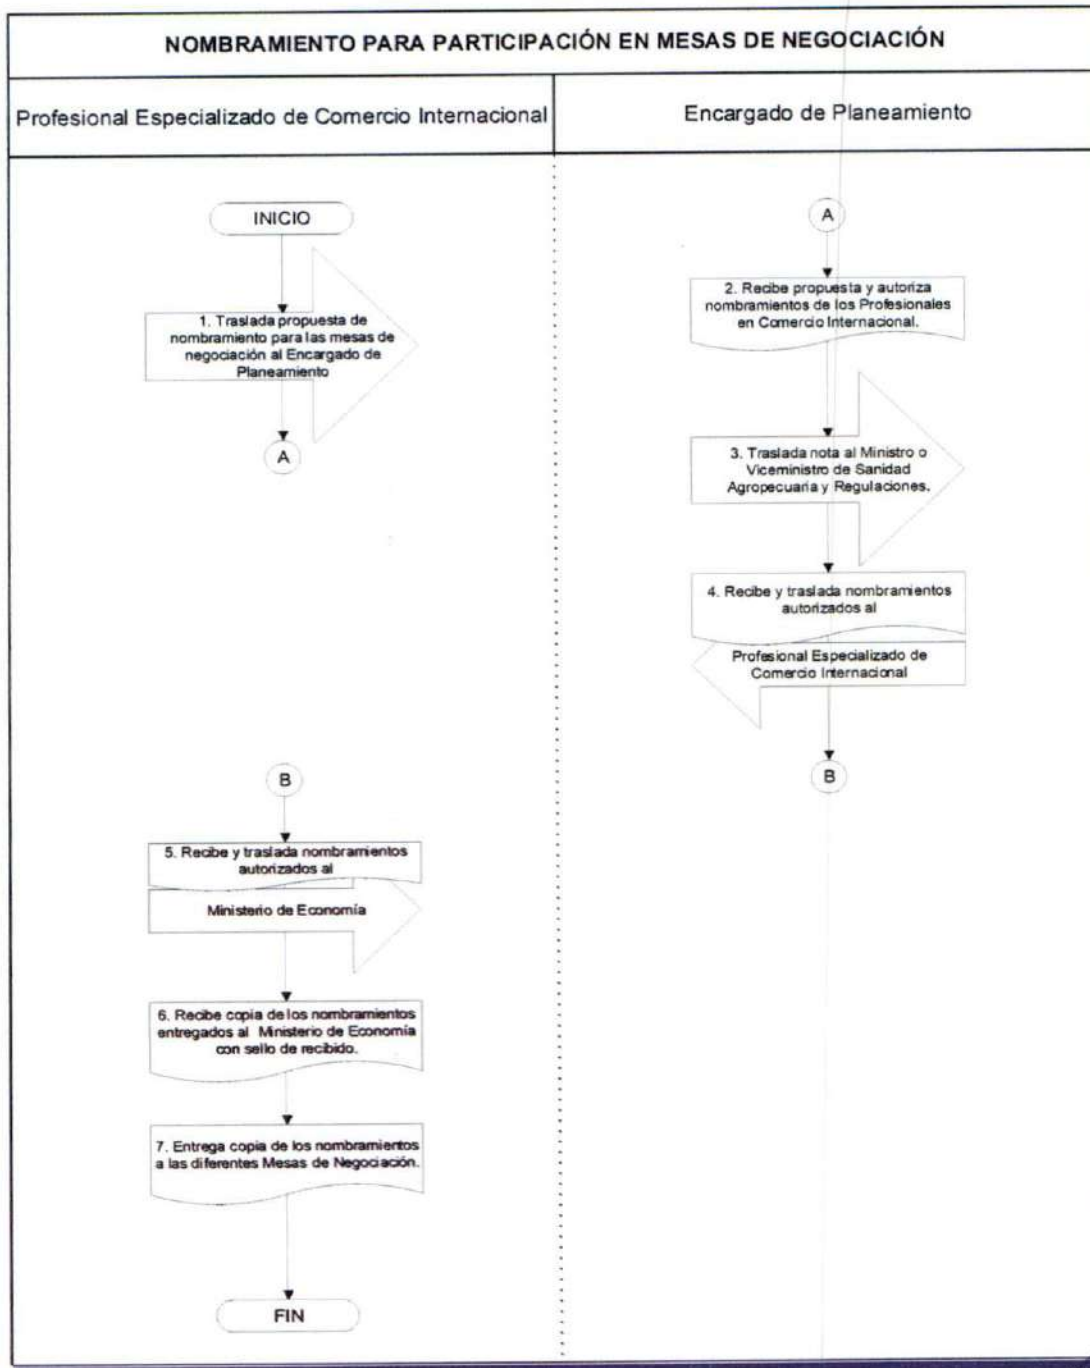 NOMBRAMIENTO PARA PARTICIPACIÓN EN MESAS DE NEGOCIACIÓN
Profesional Especializado de Comercio Internacional
Encargado de Planeamiento
INICIO
1. Traslada propuesta de
nombramiento para las mesas de
negociación al Encargado de
Planeamiento
A
A
2. Recibe propuesta y autoriza
nombramientos de los Profesionales
en Comercio Internacional.
3. Traslada nota al Ministro o
Viceministro de Sanidad
Agropecuaria y Regulaciones.
4. Recibe y traslada nombramientos
autorizados al
Profesional Especializado de
Comercio Internacional
B
B
5. Recibe y traslada nombramientos
autorizados al
Ministerio de Economía
6. Recibe copia de los nombramientos
entregados al Ministerio de Economía
con sello de recibido.
7. Entrega copia de los nombramientos
a las diferentes Mesas de Negociación.
FIN